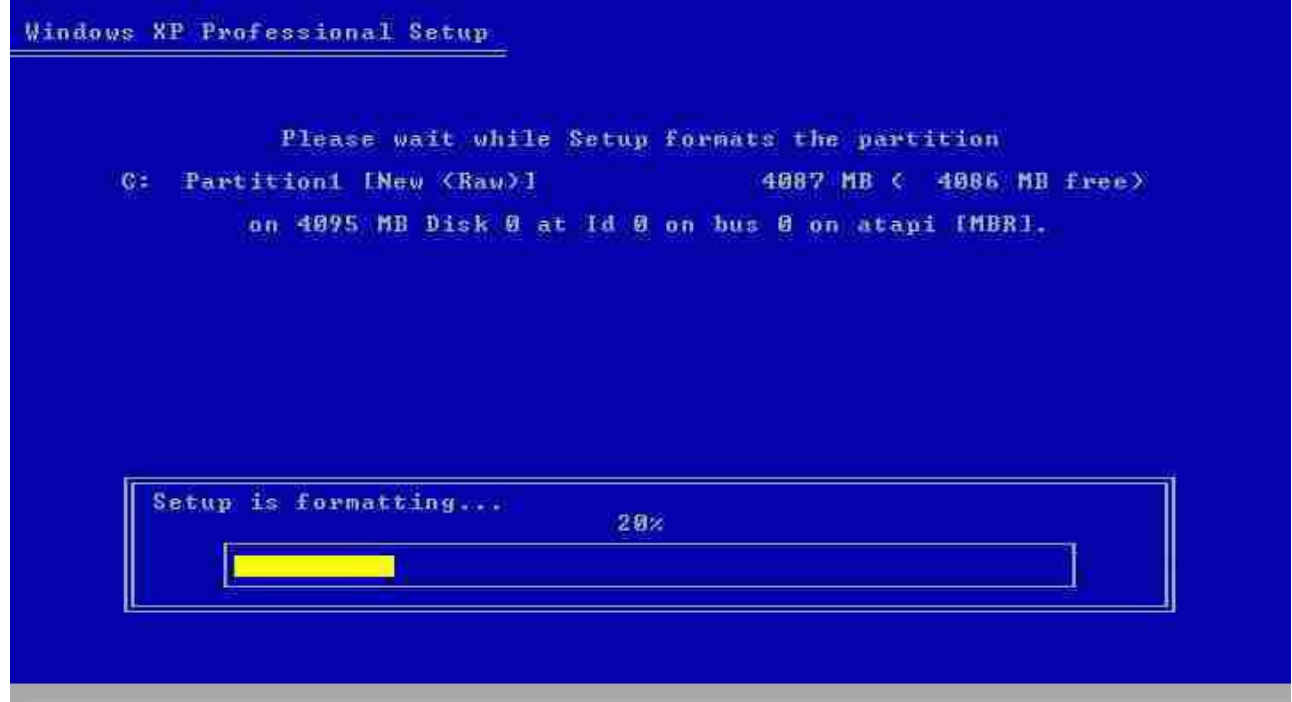 Windows XP Professional Setup
Please wait while Setup formats the partition
C: Partition1 [New (Raw)] 4087 MB ( 4086 MB free)
on 4095 MB Disk 0 at Id 0 on bus 0 on atapi [MBR].
Setup is formatting...
20%